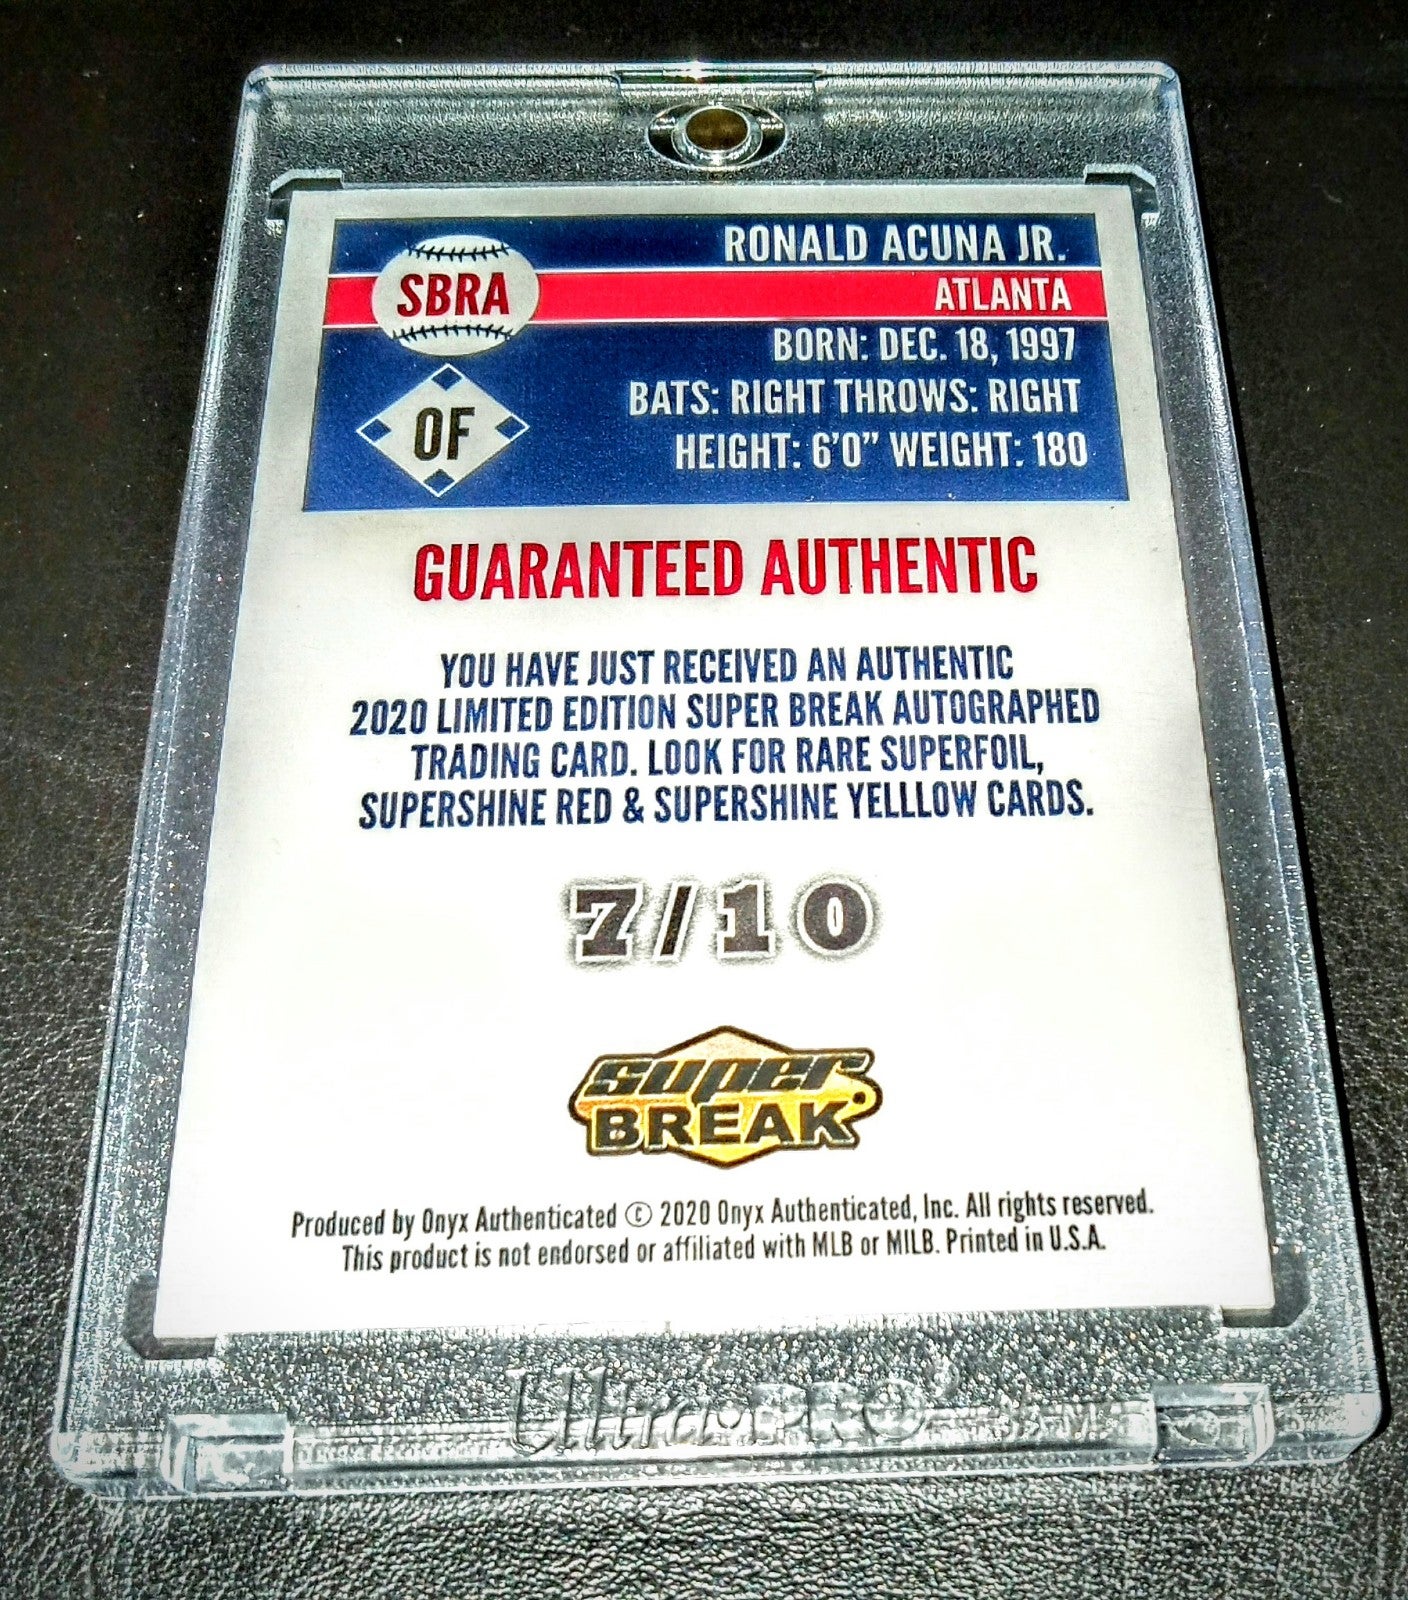 SBRA
RONALD ACUNA JR.
ATLANTA
BORN: DEC. 18, 1997
BATS: RIGHT THROWS: RIGHT
OF
HEIGHT: 6'0" WEIGHT: 180
GUARANTEED AUTHENTIC
YOU HAVE JUST RECEIVED AN AUTHENTIC
2020 LIMITED EDITION SUPER BREAK AUTOGRAPHED
TRADING CARD. LOOK FOR RARE SUPERFOIL,
SUPERSHINE RED & SUPERSHINE YELLLOW CARDS.
7/10
Super
BREAK
Produced by Onyx Authenticated © 2020 Onyx Authenticated, Inc. All rights reserved.
This product is not endorsed or affiliated with MLB or MILB. Printed in U.S.A.
Ultra•PRO